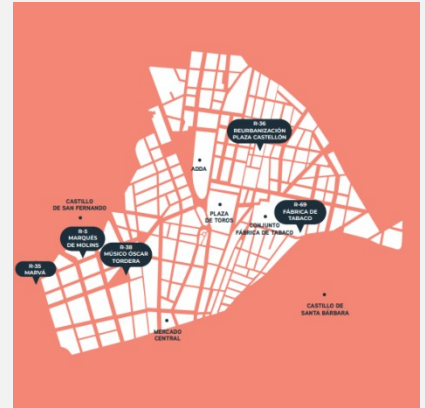 R-36
REURBANIZACIÓN
PLAZA CASTELLÓN
ADDA
CASTILLO
DE SAN FERNANDO
PLAZA
DE TOROS
R-69
FÁBRICA DE
TABACO
CONJUNTO
FÁBRICA DE TABACO
R-5
MARQUÉS
DE MOLINS
R-38
MÚSICO ÓSCAR
TORDERA
R-35
MARVÁ
CASTILLO DE
SANTA BÁRBARA
MERCADO
CENTRAL